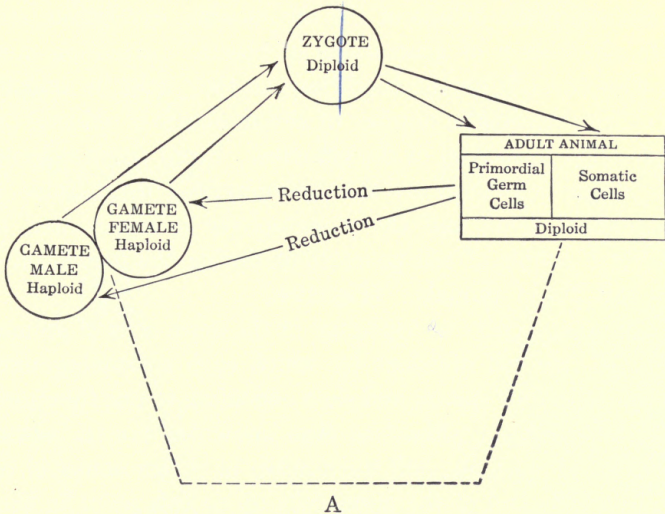 ZYGOTE
Diploid
ADULT ANIMAL
Primordial
Germ
Cells
Somatic
Cells
Diploid
Reduction
Reduction
GAMETE
FEMALE
Haploid
GAMETE
MALE
Haploid
A